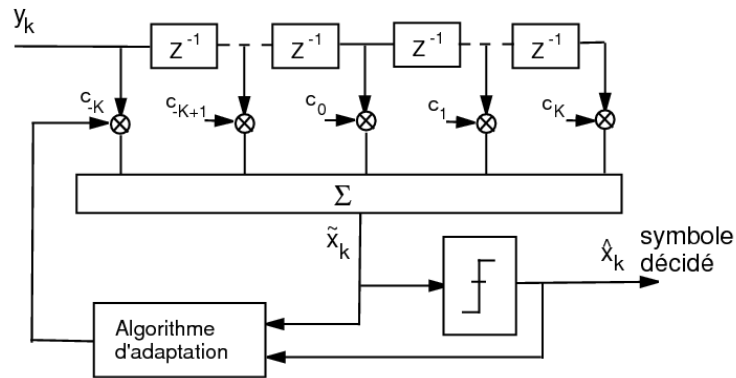 y_k
Z^{-1} Z^{-1} Z^{-1} Z^{-1}
c_{-K} c_{-K+1} c_0 c_1 c_K
Σ
x̃_k
x̂_k
symbole
décidé
Algorithme
d'adaptation